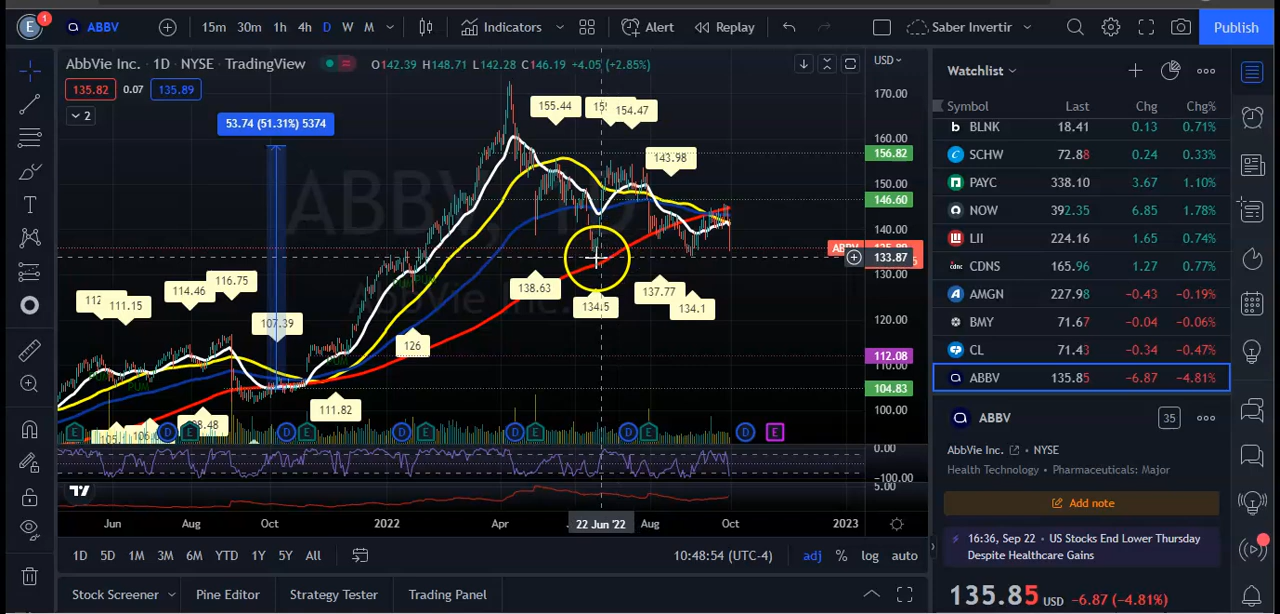 E 1 ABBV 15m 30m 1h 4h D W M Indicators Alert Replay Saber Invertir Publish
AbbVie Inc. · 1D · NYSE · TradingView O142.39 H148.71 L142.28 C146.19 +4.05 (+2.85%)
135.82 0.07 135.89
2
USD
170.00
160.00
156.82
150.00
146.60
140.00
135.89
133.87
130.00
120.00
112.08
104.83
100.00
0.00
−100.00
5.00
53.74 (51.31%) 5374
ABBV, 1D
AbbVie Inc.
155.44
154.47
143.98
138.63
134.5
137.77
134.1
126
111.82
107.39
116.75
114.46
111.15
ABBV
E D D E D E D E D E D E
Jun Aug Oct 2022 Apr 22 Jun '22 Aug Oct 2023
1D 5D 1M 3M 6M YTD 1Y 5Y All 10:48:54 (UTC-4) adj % log auto
Stock Screener Pine Editor Strategy Tester Trading Panel
Watchlist
Symbol Last Chg Chg%
BLNK 18.41 0.13 0.71%
SCHW 72.88 0.24 0.33%
PAYC 338.10 3.67 1.10%
NOW 392.35 6.85 1.78%
LII 224.16 1.65 0.74%
CDNS 165.96 1.27 0.77%
AMGN 227.98 −0.43 −0.19%
BMY 71.67 −0.04 −0.06%
CL 71.43 −0.34 −0.47%
ABBV 135.85 −6.87 −4.81%
ABBV 35
AbbVie Inc. • NYSE
Health Technology • Pharmaceuticals: Major
Add note
16:36, Sep 22 • US Stocks End Lower Thursday
Despite Healthcare Gains
135.85 USD −6.87 (−4.81%)